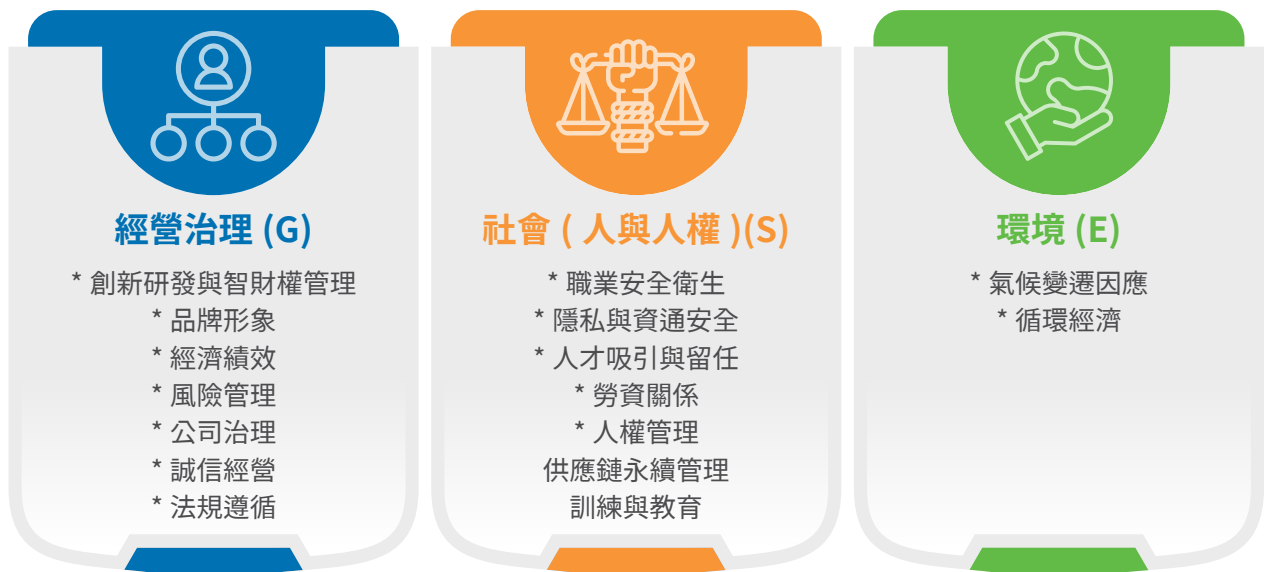 經營治理 (G)
* 創新研發與智財權管理
* 品牌形象
* 經濟績效
* 風險管理
* 公司治理
* 誠信經營
* 法規遵循
社會 ( 人與人權 )(S)
* 職業安全衛生
* 隱私與資通安全
* 人才吸引與留任
* 勞資關係
* 人權管理
供應鏈永續管理
訓練與教育
環境 (E)
* 氣候變遷因應
* 循環經濟